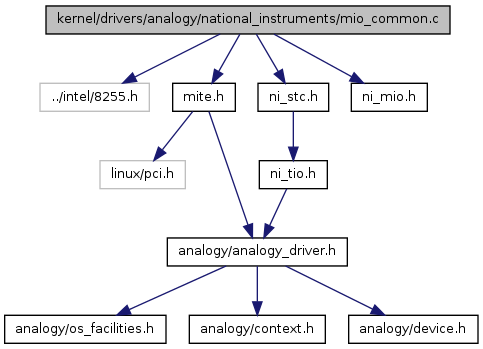 kernel/drivers/analogy/national_instruments/mio_common.c
../intel/8255.h
mite.h
ni_stc.h
ni_mio.h
linux/pci.h
ni_tio.h
analogy/analogy_driver.h
analogy/os_facilities.h
analogy/context.h
analogy/device.h